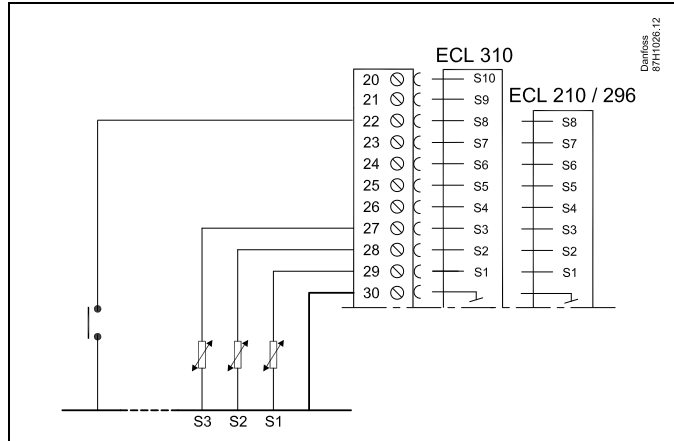 Danfoss
87H1026.12
ECL 310
ECL 210 / 296
20 S10
21 S9
22 S8 S8
23 S7 S7
24 S6 S6
25 S5 S5
26 S4 S4
27 S3 S3
28 S2 S2
29 S1 S1
30
S3 S2 S1